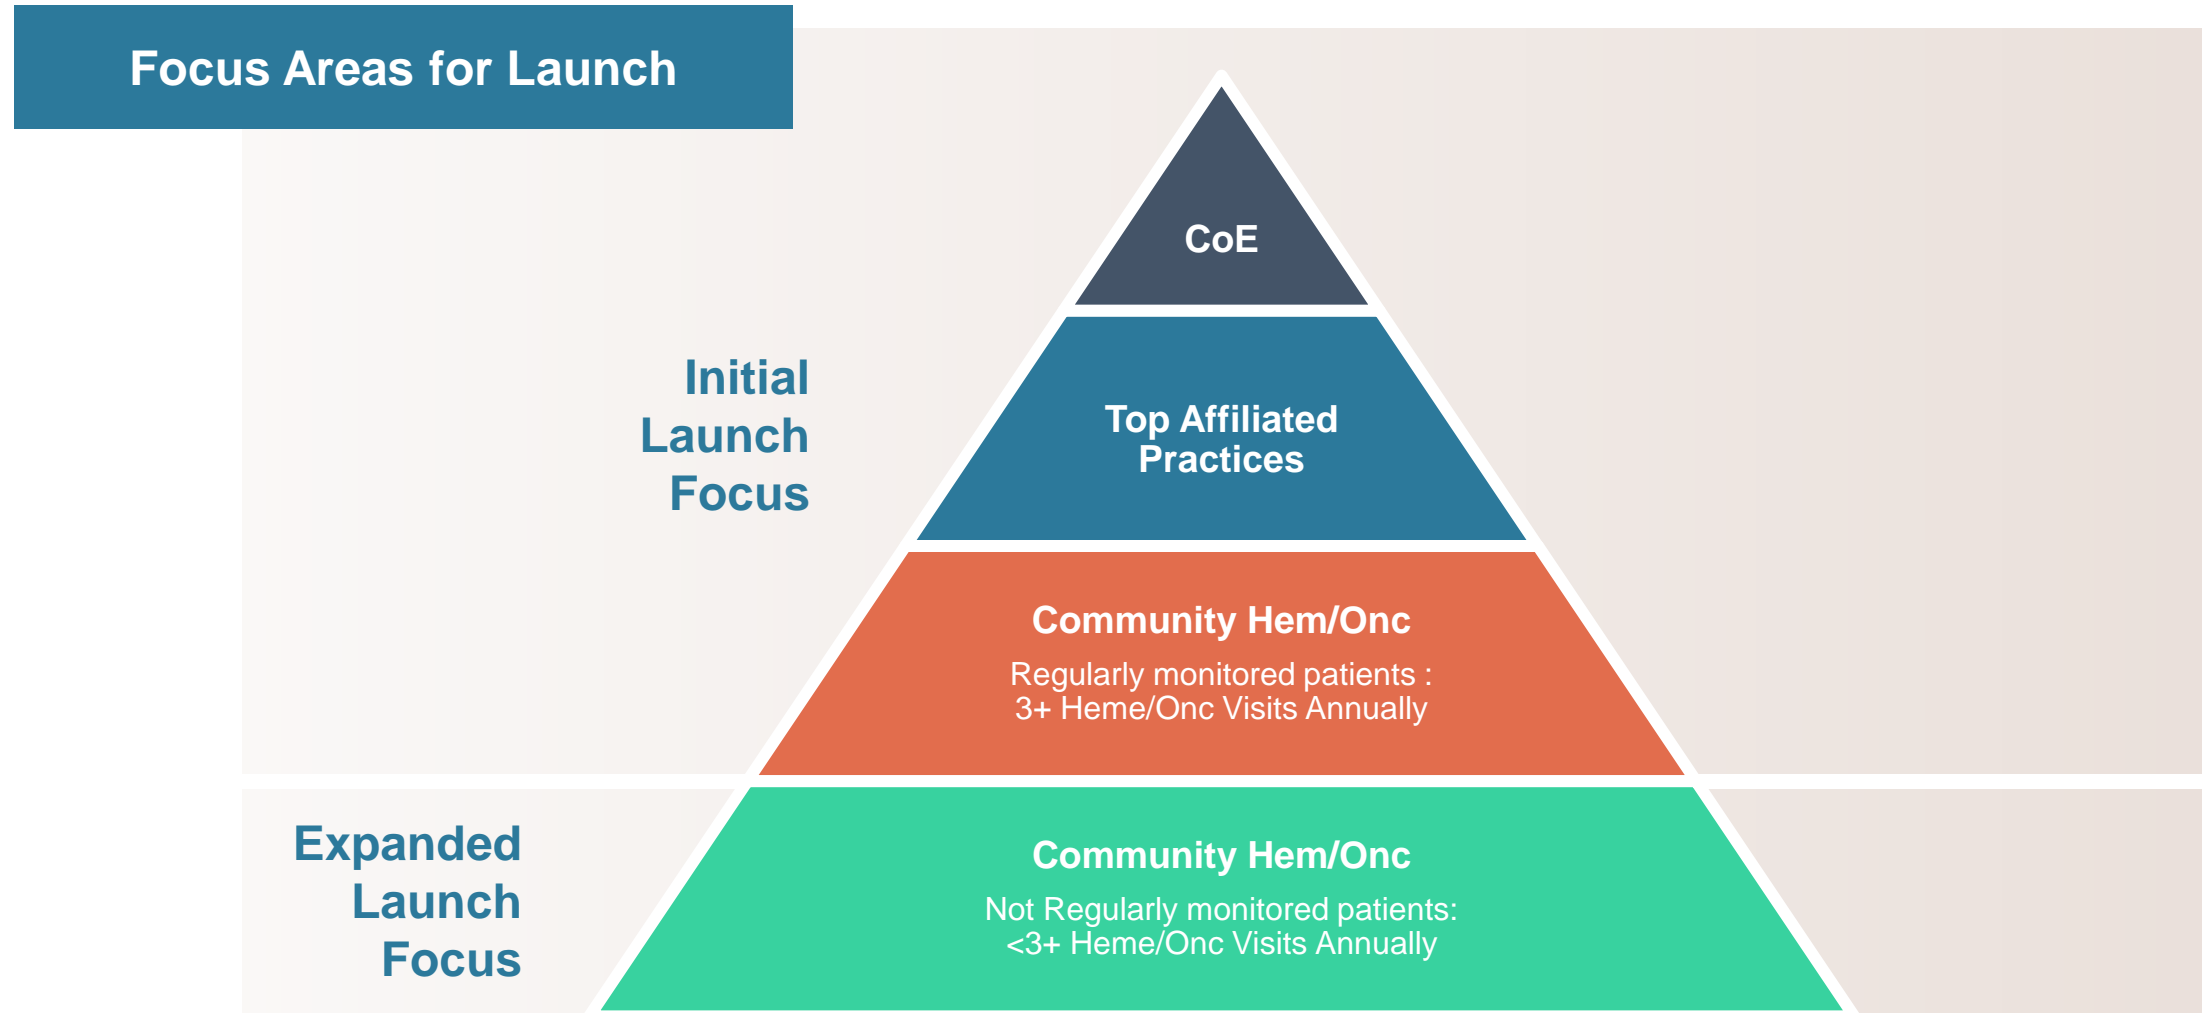 Focus Areas for Launch
CoE
Initial
Launch
Focus
Top Affiliated
Practices
Community Hem/Onc
Regularly monitored patients :
3+ Heme/Onc Visits Annually
Expanded
Launch
Focus
Community Hem/Onc
Not Regularly monitored patients:
<3+ Heme/Onc Visits Annually